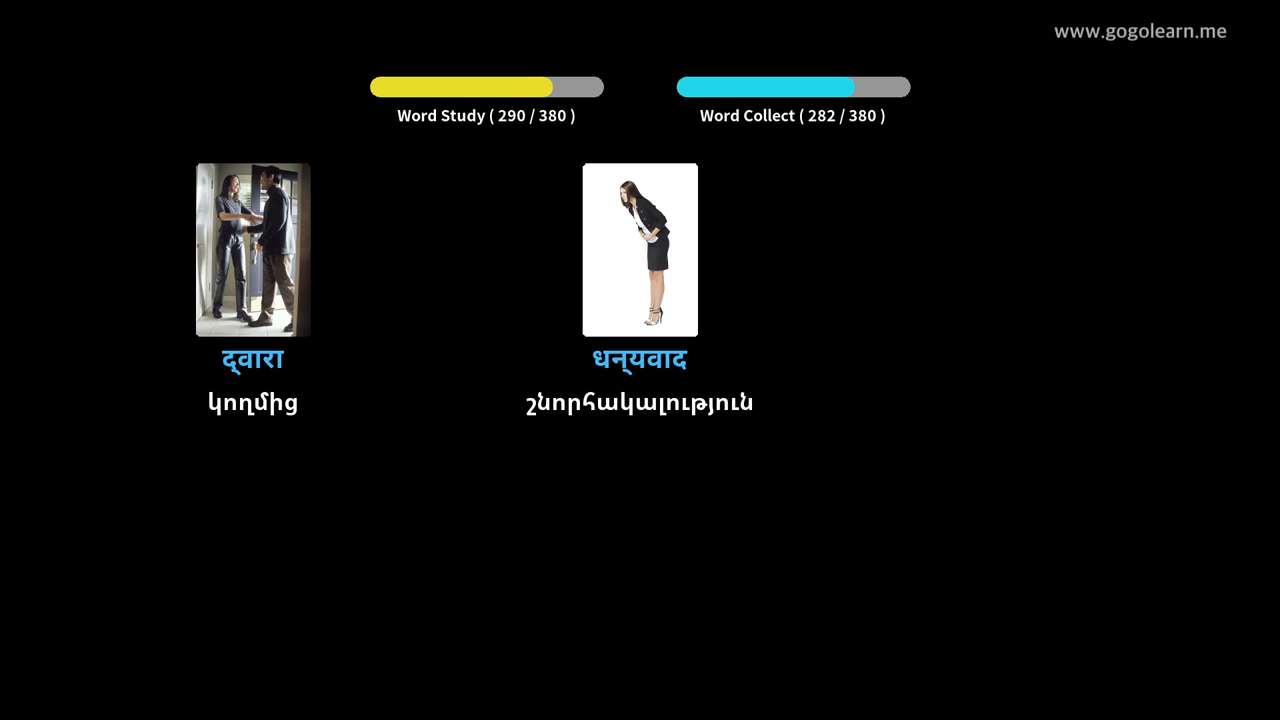 www.gogolearn.me
Word Study ( 290 / 380 )
Word Collect ( 282 / 380 )
द्वारा
धन्यवाद
կողմից
շնորհակալություն